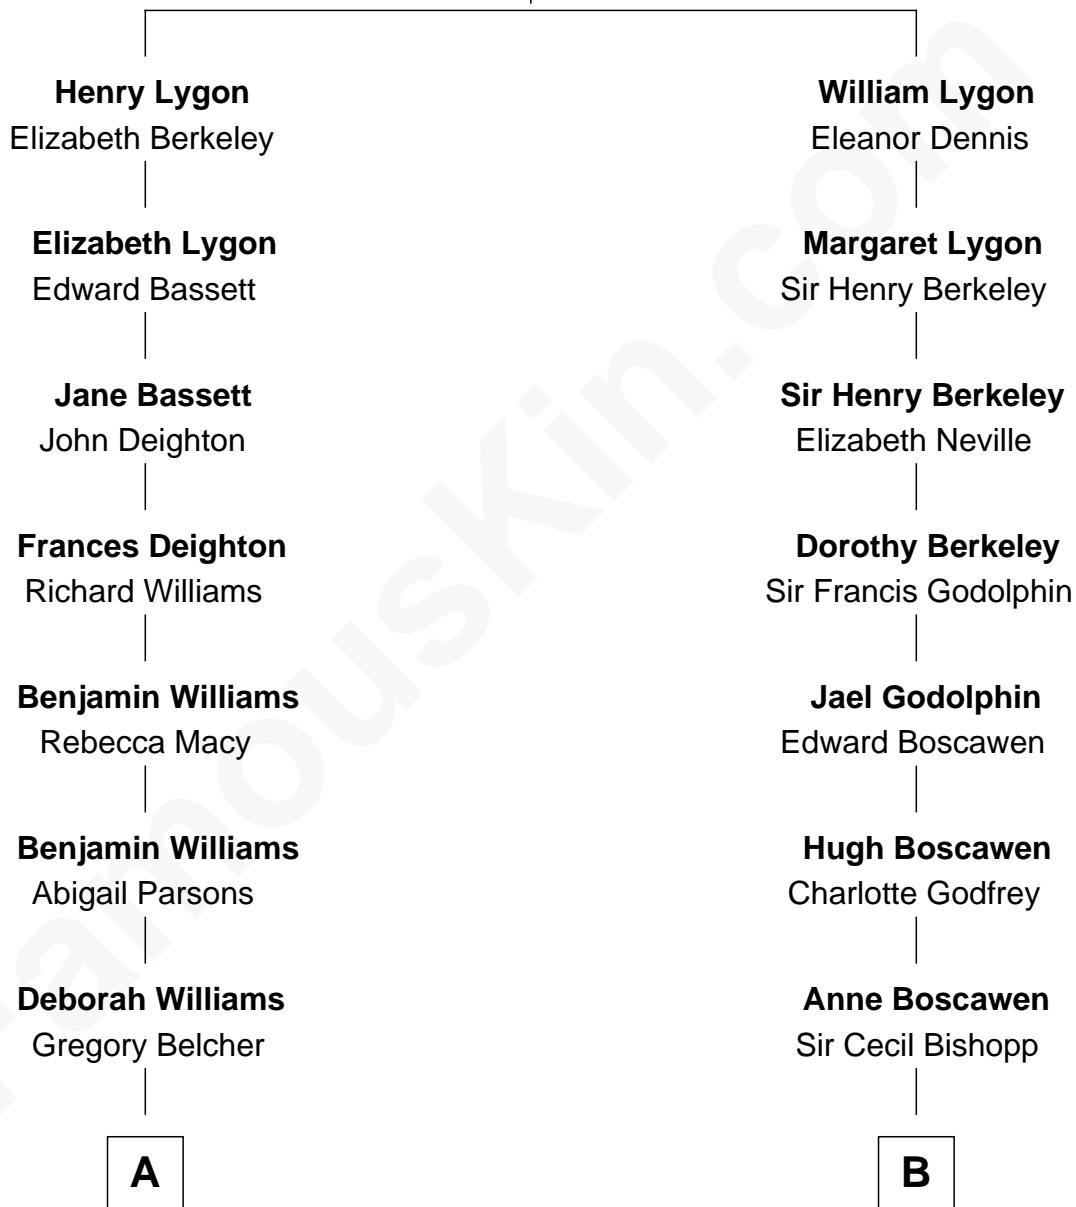 Henry Lygon
Elizabeth Berkeley
Elizabeth Lygon
Edward Bassett
Jane Bassett
John Deighton
Frances Deighton
Richard Williams
Benjamin Williams
Rebecca Macy
Benjamin Williams
Abigail Parsons
Deborah Williams
Gregory Belcher
A
William Lygon
Eleanor Dennis
Margaret Lygon
Sir Henry Berkeley
Sir Henry Berkeley
Elizabeth Neville
Dorothy Berkeley
Sir Francis Godolphin
Jael Godolphin
Edward Boscawen
Hugh Boscawen
Charlotte Godfrey
Anne Boscawen
Sir Cecil Bishopp
B
FamousKin.com